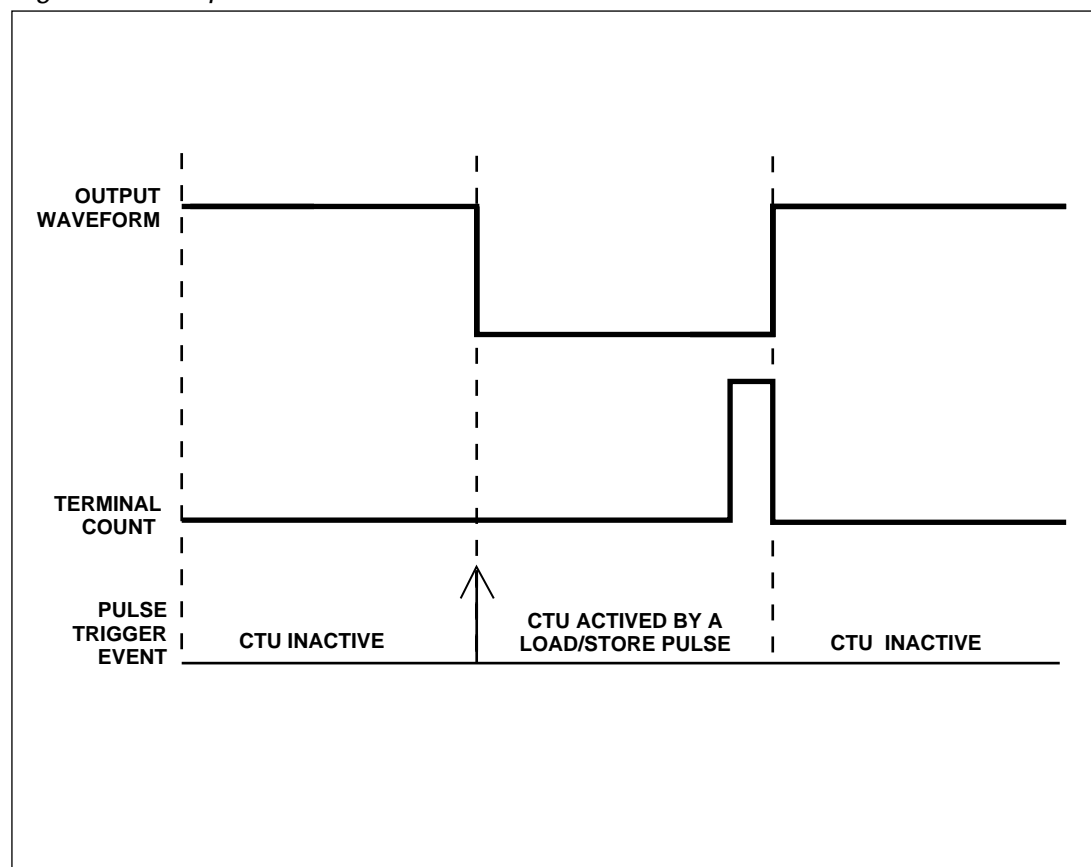 OUTPUT
WAVEFORM
TERMINAL
COUNT
PULSE
TRIGGER
EVENT
CTU INACTIVE
CTU ACTIVED BY A
LOAD/STORE PULSE
CTU INACTIVE